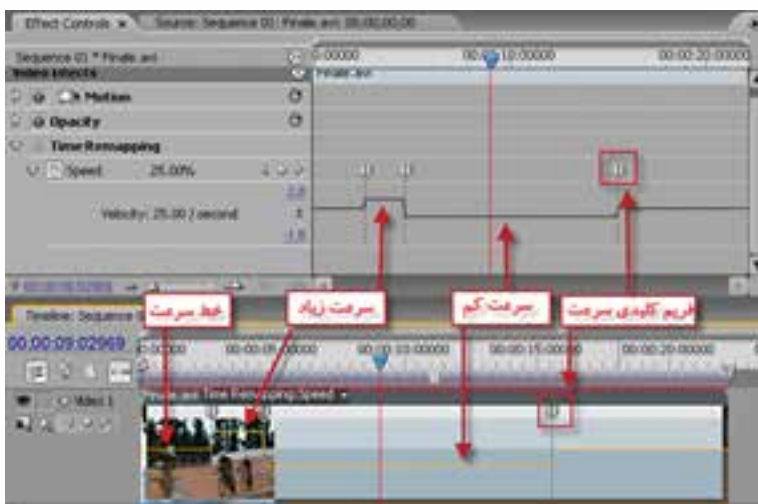 Effect Controls × Source: Sequence 01: Finale.avi: 00;00;00;00
Sequence 01 * Finale.avi
0:00000 00:00:10:00000 00:00:20:00000
Video Effects
Finale.avi
Motion
Opacity
Time Remapping
Speed 25.00%
Velocity: 25.00 / second
خط سرعت
سرعت زیاد
سرعت کم
فریم کلیدی سرعت
Timeline: Sequence
00:00:09:02969
00:00:05:00000 00:00:10:00000 00:00:15:00000 00:00:20:00000
Video 1
Finale.avi Time Remapping:Speed